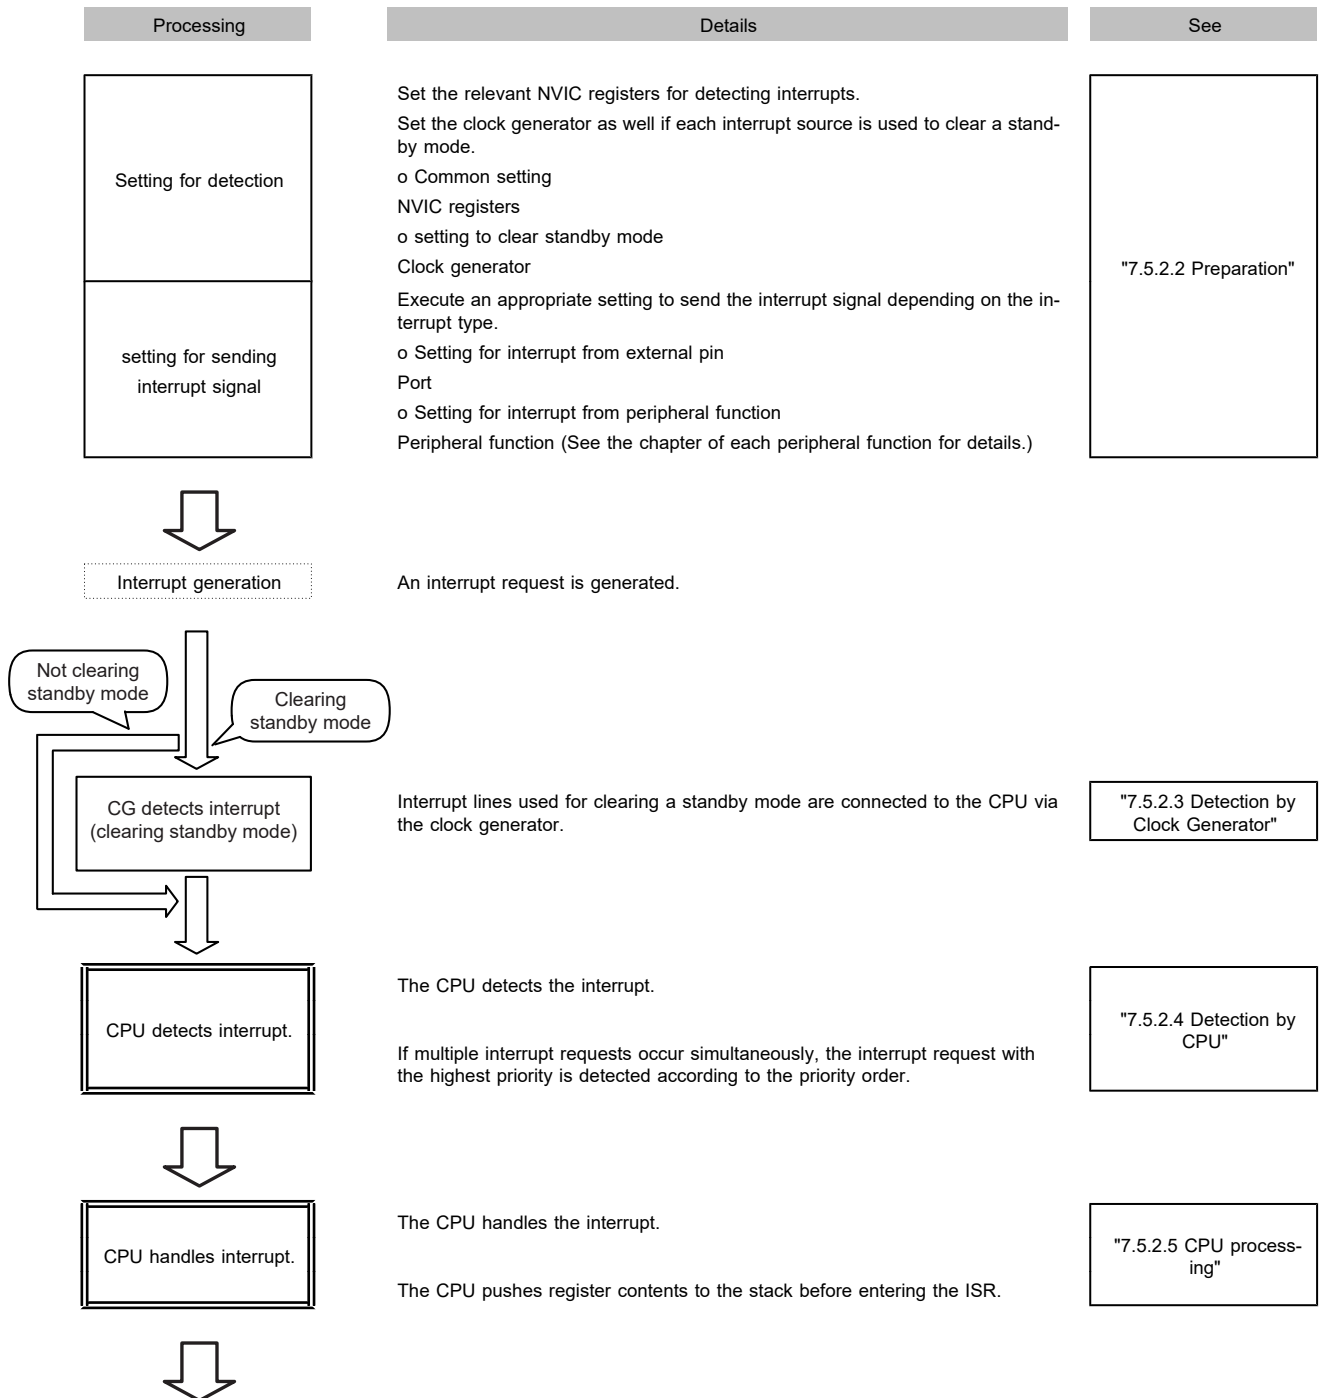 Processing
Details
See
Setting for detection
Set the relevant NVIC registers for detecting interrupts.
Set the clock generator as well if each interrupt source is used to clear a stand-
by mode.
o Common setting
NVIC registers
o setting to clear standby mode
Clock generator
"7.5.2.2 Preparation"
setting for sending
interrupt signal
Execute an appropriate setting to send the interrupt signal depending on the in-
terrupt type.
o Setting for interrupt from external pin
Port
o Setting for interrupt from peripheral function
Peripheral function (See the chapter of each peripheral function for details.)
Interrupt generation
An interrupt request is generated.
Not clearing
standby mode
Clearing
standby mode
CG detects interrupt
(clearing standby mode)
Interrupt lines used for clearing a standby mode are connected to the CPU via
the clock generator.
"7.5.2.3 Detection by
Clock Generator"
CPU detects interrupt.
The CPU detects the interrupt.
If multiple interrupt requests occur simultaneously, the interrupt request with
the highest priority is detected according to the priority order.
"7.5.2.4 Detection by
CPU"
CPU handles interrupt.
The CPU handles the interrupt.
The CPU pushes register contents to the stack before entering the ISR.
"7.5.2.5 CPU process-
ing"